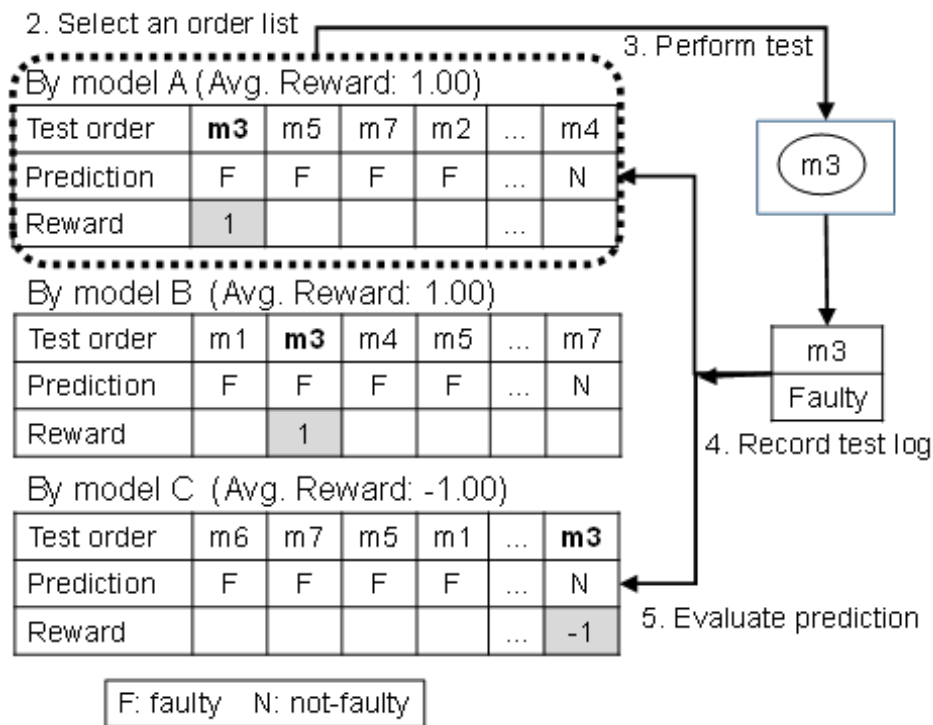 2. Select an order list
3. Perform test
By model A (Avg. Reward: 1.00)
Test order m3 m5 m7 m2 ... m4
Prediction F F F F ... N
Reward 1 ...
m3
By model B (Avg. Reward: 1.00)
Test order m1 m3 m4 m5 ... m7
Prediction F F F F ... N
Reward 1
m3
Faulty
4. Record test log
By model C (Avg. Reward: -1.00)
Test order m6 m7 m5 m1 ... m3
Prediction F F F F ... N
Reward ... -1
5. Evaluate prediction
F: faulty N: not-faulty